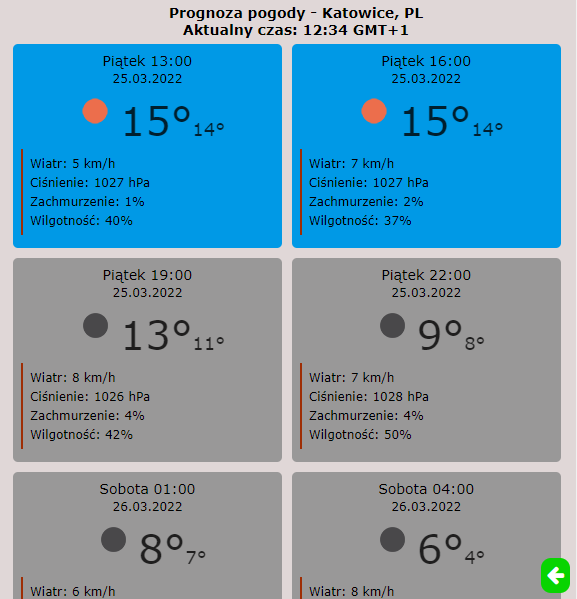 Prognoza pogody - Katowice, PL
Aktualny czas: 12:34 GMT+1
Piątek 13:00
25.03.2022
15° 14°
Wiatr: 5 km/h
Ciśnienie: 1027 hPa
Zachmurzenie: 1%
Wilgotność: 40%
Piątek 16:00
25.03.2022
15° 14°
Wiatr: 7 km/h
Ciśnienie: 1027 hPa
Zachmurzenie: 2%
Wilgotność: 37%
Piątek 19:00
25.03.2022
13° 11°
Wiatr: 8 km/h
Ciśnienie: 1026 hPa
Zachmurzenie: 4%
Wilgotność: 42%
Piątek 22:00
25.03.2022
9° 8°
Wiatr: 7 km/h
Ciśnienie: 1028 hPa
Zachmurzenie: 4%
Wilgotność: 50%
Sobota 01:00
26.03.2022
8° 7°
Wiatr: 6 km/h
Sobota 04:00
26.03.2022
6° 4°
Wiatr: 8 km/h